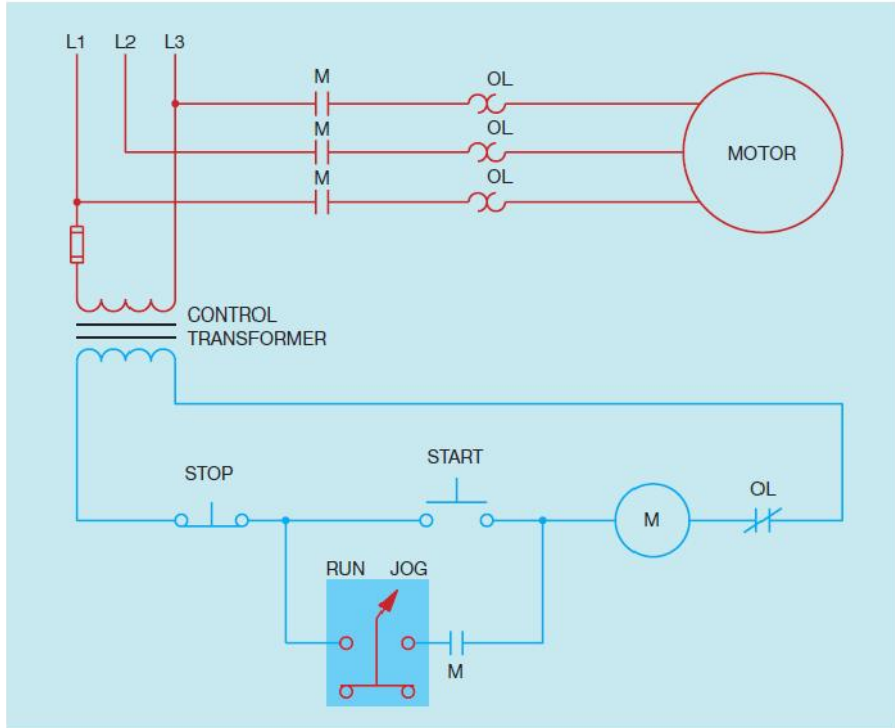 L1 L2 L3
M OL
M OL
M OL
MOTOR
CONTROL
TRANSFORMER
STOP
START
M
OL
RUN JOG
M